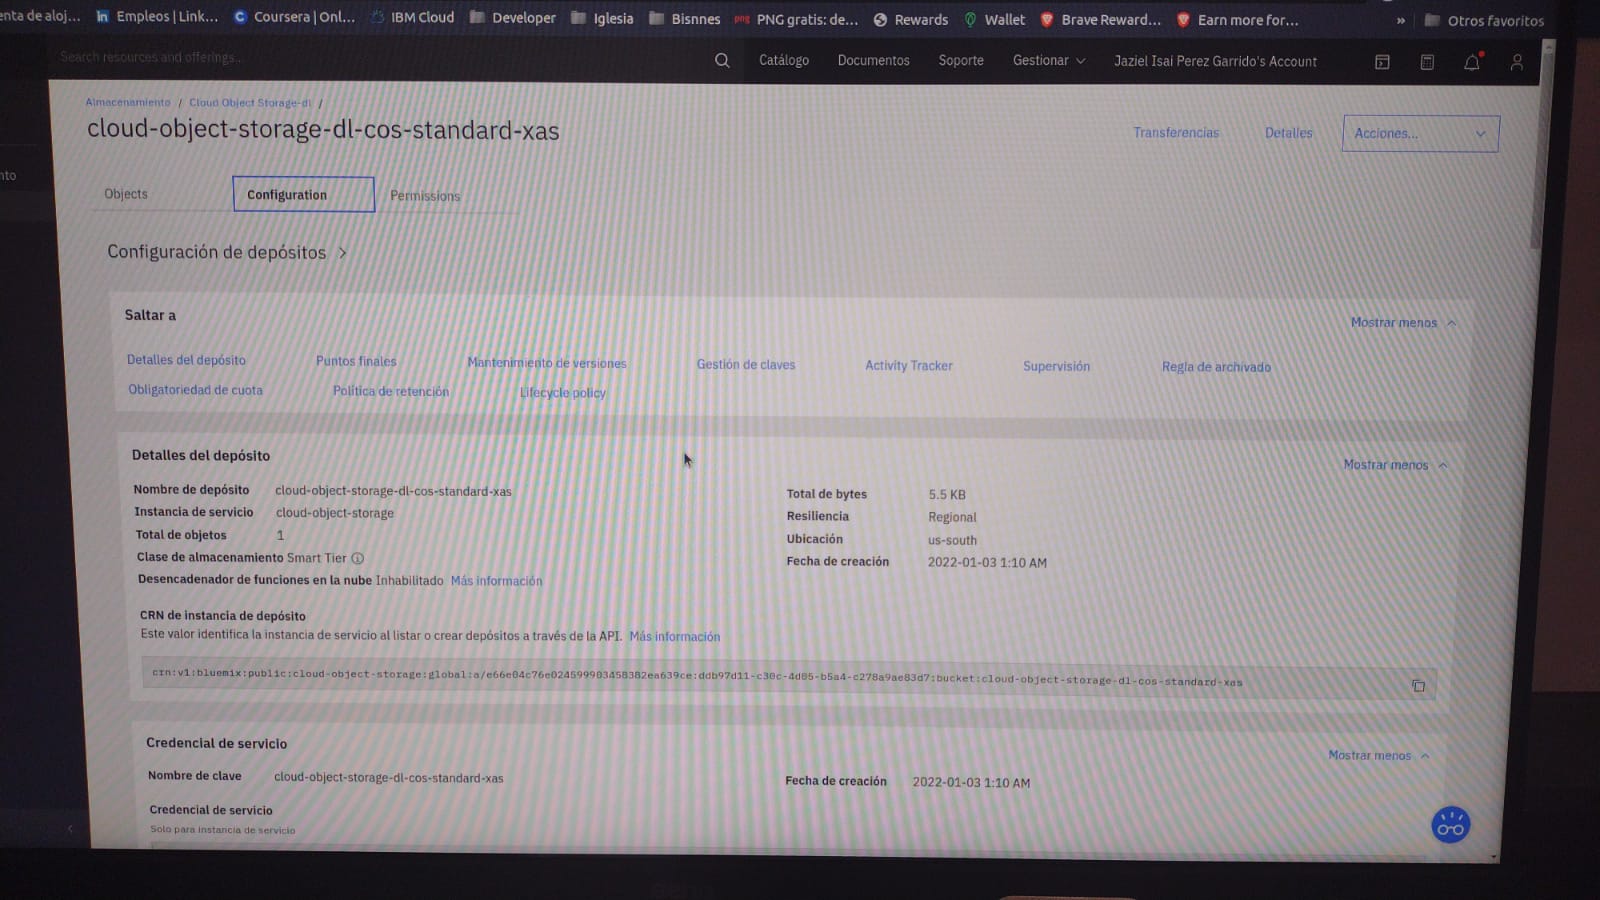 enta de aloj... Empleos | Link... Coursera | Onl... IBM Cloud Developer Iglesia Bisnnes PNG gratis: de... Rewards Wallet Brave Reward... Earn more for... » Otros favoritos
Search resources and offerings... Catálogo Documentos Soporte Gestionar Jaziel Isai Perez Garrido's Account
Almacenamiento / Cloud Object Storage-dl /
cloud-object-storage-dl-cos-standard-xas
Transferencias Detalles Acciones...
nto
Objects Configuration Permissions
Configuración de depósitos
Saltar a Mostrar menos
Detalles del depósito Puntos finales Mantenimiento de versiones Gestión de claves Activity Tracker Supervisión Regla de archivado
Obligatoriedad de cuota Política de retención Lifecycle policy
Detalles del depósito Mostrar menos
Nombre de depósito cloud-object-storage-dl-cos-standard-xas Total de bytes 5.5 KB
Instancia de servicio cloud-object-storage Resiliencia Regional
Total de objetos 1 Ubicación us-south
Clase de almacenamiento Smart Tier Fecha de creación 2022-01-03 1:10 AM
Desencadenador de funciones en la nube Inhabilitado Más información
CRN de instancia de depósito
Este valor identifica la instancia de servicio al listar o crear depósitos a través de la API. Más información
crn:v1:bluemix:public:cloud-object-storage:global:a/e66e04c76e024599903458382ea639ce:ddb97d11-c30c-4d05-b5a4-c278a9ae83d7:bucket:cloud-object-storage-dl-cos-standard-xas
Credencial de servicio Mostrar menos
Nombre de clave cloud-object-storage-dl-cos-standard-xas Fecha de creación 2022-01-03 1:10 AM
Credencial de servicio
Solo para instancia de servicio